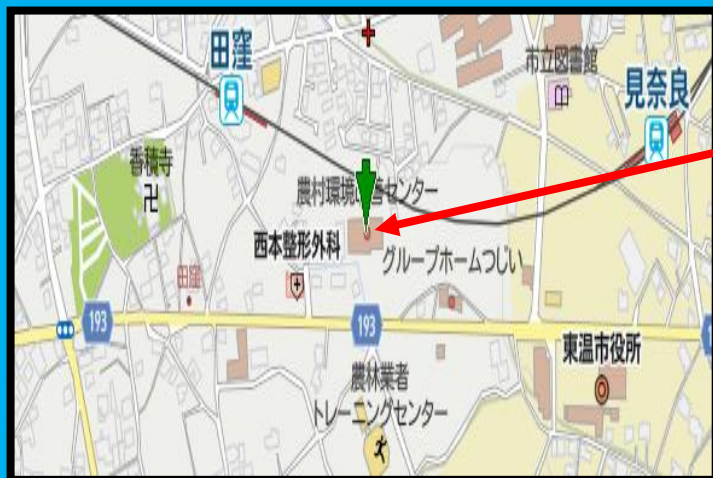 田窪
市立図書館
見奈良
香積寺
農村環境改善センター
西本整形外科
グループホームつじい
田窪
193
193
東温市役所
農林業者
トレーニングセンター